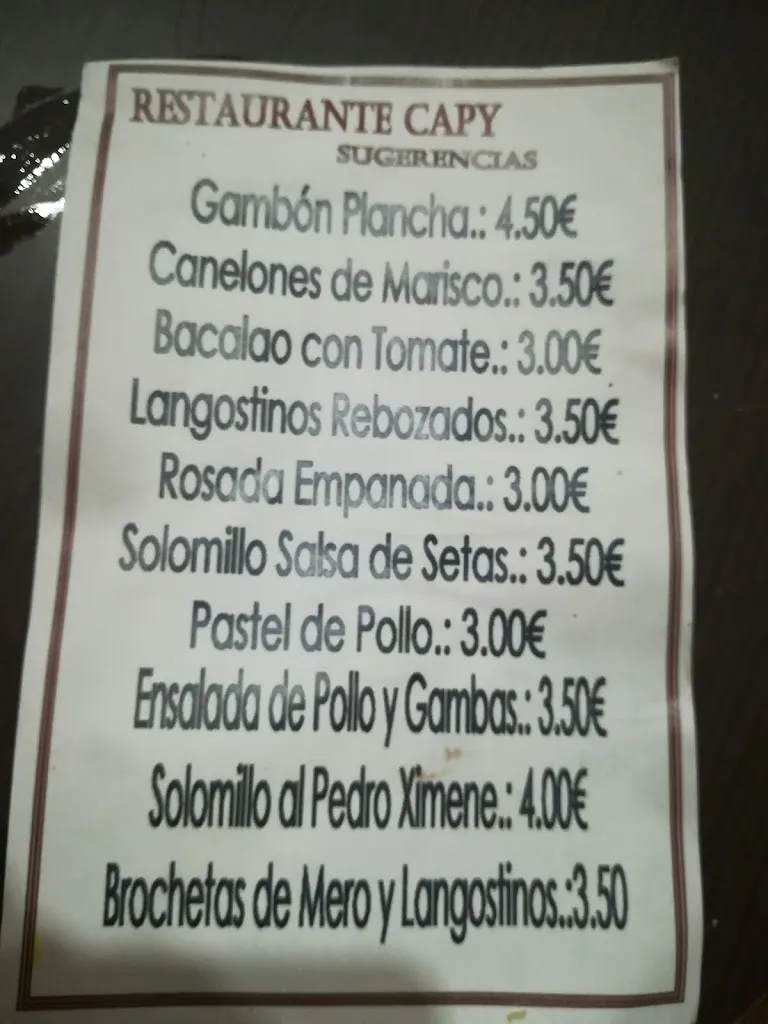 RESTAURANTE CAPY
SUGERENCIAS
Gambón Plancha.: 4.50€
Canelones de Marisco.: 3.50€
Bacalao con Tomate.: 3.00€
Langostinos Rebozados.: 3.50€
Rosada Empanada.: 3.00€
Solomillo Salsa de Setas.: 3.50€
Pastel de Pollo.: 3.00€
Ensalada de Pollo y Gambas.: 3.50€
Solomillo al Pedro Ximene.: 4.00€
Brochetas de Mero y Langostinos.:3.50